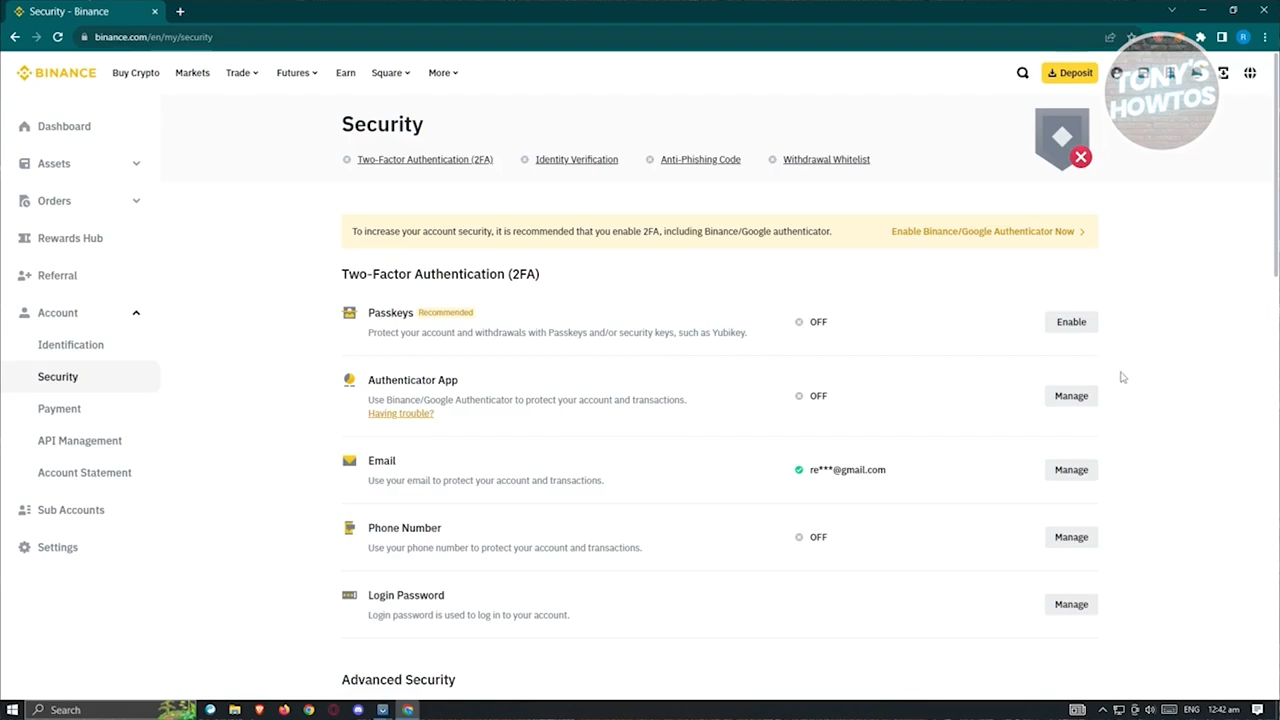 Security - Binance
binance.com/en/my/security
R
BINANCE
Buy Crypto
Markets
Trade
Futures
Earn
Square
More
Deposit
TONY'S
HOWTOS
Dashboard
Assets
Orders
Rewards Hub
Referral
Account
Identification
Security
Payment
API Management
Account Statement
Sub Accounts
Settings
Security
Two-Factor Authentication (2FA)
Identity Verification
Anti-Phishing Code
Withdrawal Whitelist
To increase your account security, it is recommended that you enable 2FA, including Binance/Google authenticator.
Enable Binance/Google Authenticator Now
Two-Factor Authentication (2FA)
Passkeys Recommended
Protect your account and withdrawals with Passkeys and/or security keys, such as Yubikey.
OFF
Enable
Authenticator App
Use Binance/Google Authenticator to protect your account and transactions.
Having trouble?
OFF
Manage
Email
Use your email to protect your account and transactions.
re***@gmail.com
Manage
Phone Number
Use your phone number to protect your account and transactions.
OFF
Manage
Login Password
Login password is used to log in to your account.
Manage
Advanced Security
Search
ENG
12:42 am